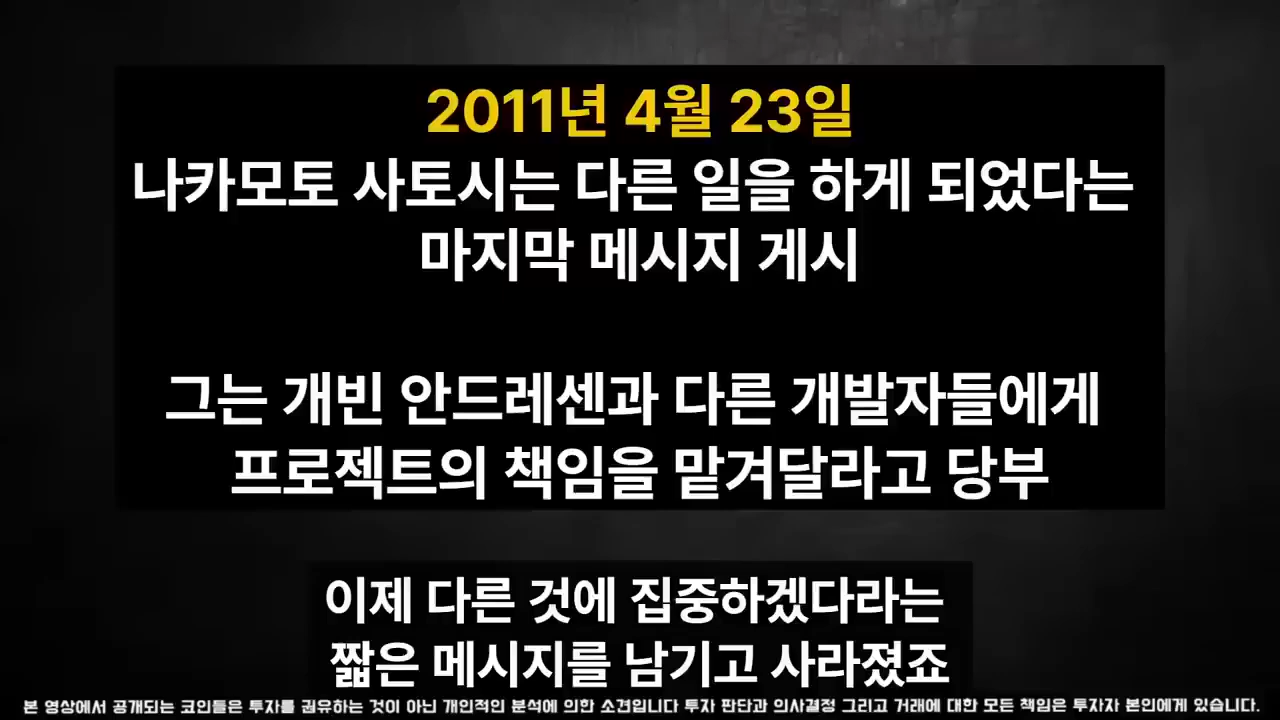 2011년 4월 23일
나카모토 사토시는 다른 일을 하게 되었다는
마지막 메시지 게시
그는 개빈 안드레센과 다른 개발자들에게
프로젝트의 책임을 맡겨달라고 당부
이제 다른 것에 집중하겠다라는
짧은 메시지를 남기고 사라졌죠
본 영상에서 공개되는 코인들은 투자를 권유하는 것이 아닌 개인적인 분석에 의한 소견입니다 투자 판단과 의사결정 그리고 거래에 대한 모든 책임은 투자자 본인에게 있습니다.